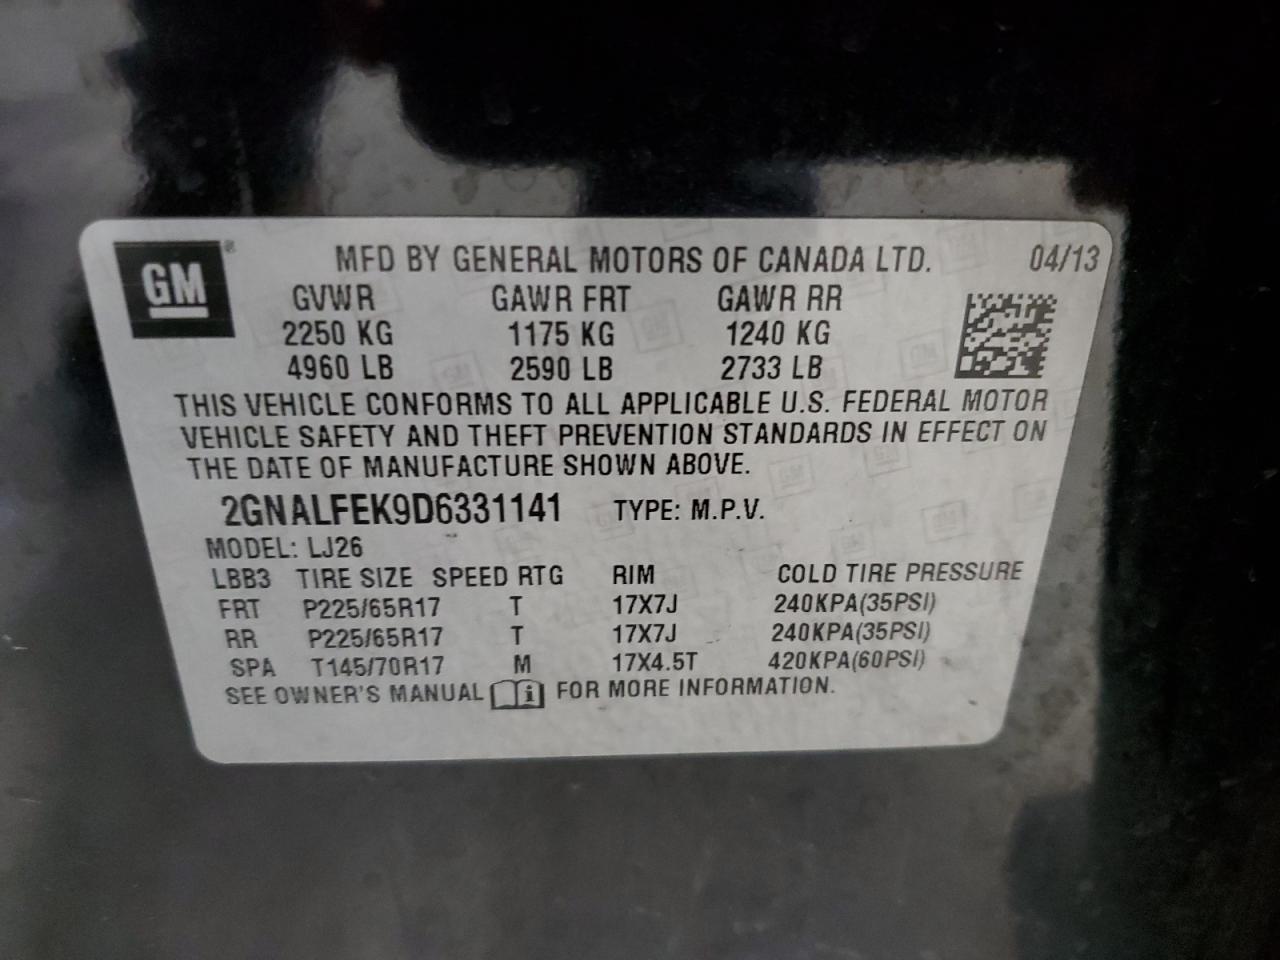 GM ® MFD BY GENERAL MOTORS OF CANADA LTD. 04/13
GVWR GAWR FRT GAWR RR
2250 KG 1175 KG 1240 KG
4960 LB 2590 LB 2733 LB
THIS VEHICLE CONFORMS TO ALL APPLICABLE U.S. FEDERAL MOTOR
VEHICLE SAFETY AND THEFT PREVENTION STANDARDS IN EFFECT ON
THE DATE OF MANUFACTURE SHOWN ABOVE.
2GNALFEK9D6331141 TYPE: M.P.V.
MODEL: LJ26
LBB3 TIRE SIZE SPEED RTG RIM COLD TIRE PRESSURE
FRT P225/65R17 T 17X7J 240KPA(35PSI)
RR P225/65R17 T 17X7J 240KPA(35PSI)
SPA T145/70R17 M 17X4.5T 420KPA(60PSI)
SEE OWNER'S MANUAL i FOR MORE INFORMATION.